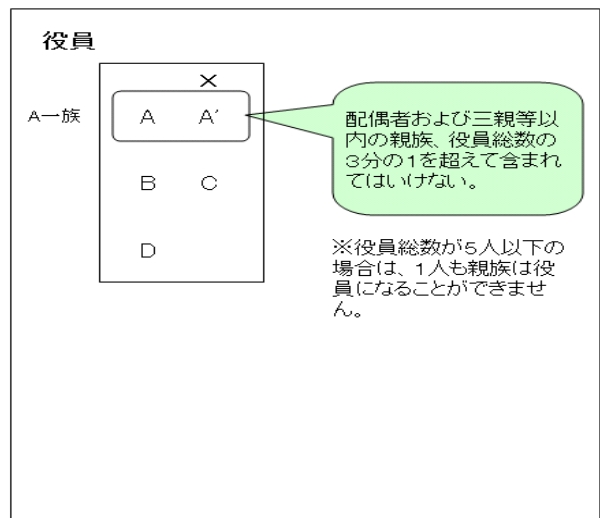 役員
×
A一族
A A′
B C
D
配偶者および三親等以
内の親族、役員総数の
3分の1を超えて含まれ
てはいけない。
※役員総数が5人以下の
場合は、1人も親族は役
員になることができませ
ん。